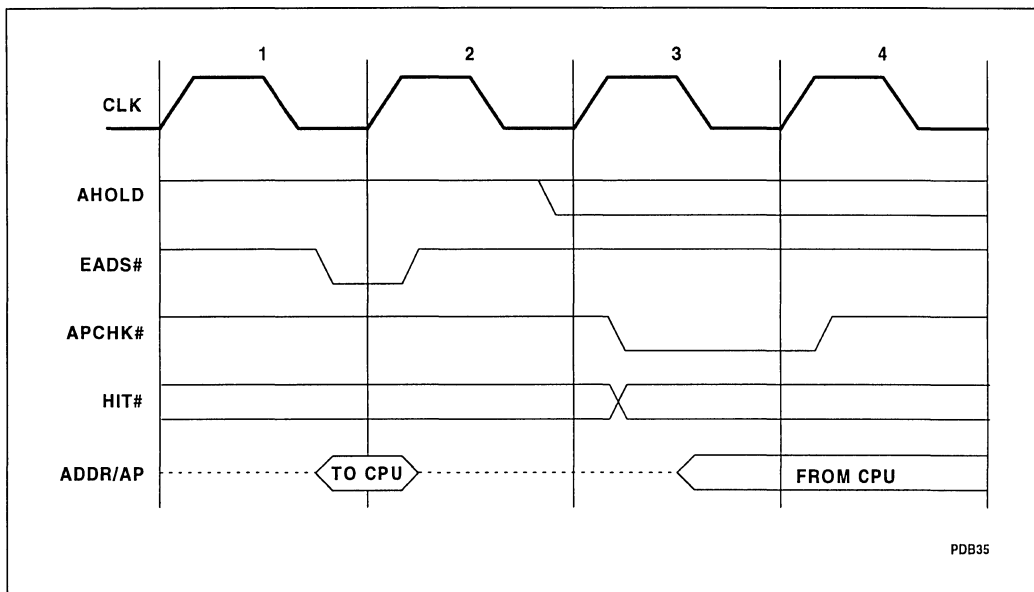 1 2 3 4
CLK
AHOLD
EADS#
APCHK#
HIT#
ADDR/AP TO CPU FROM CPU
PDB35